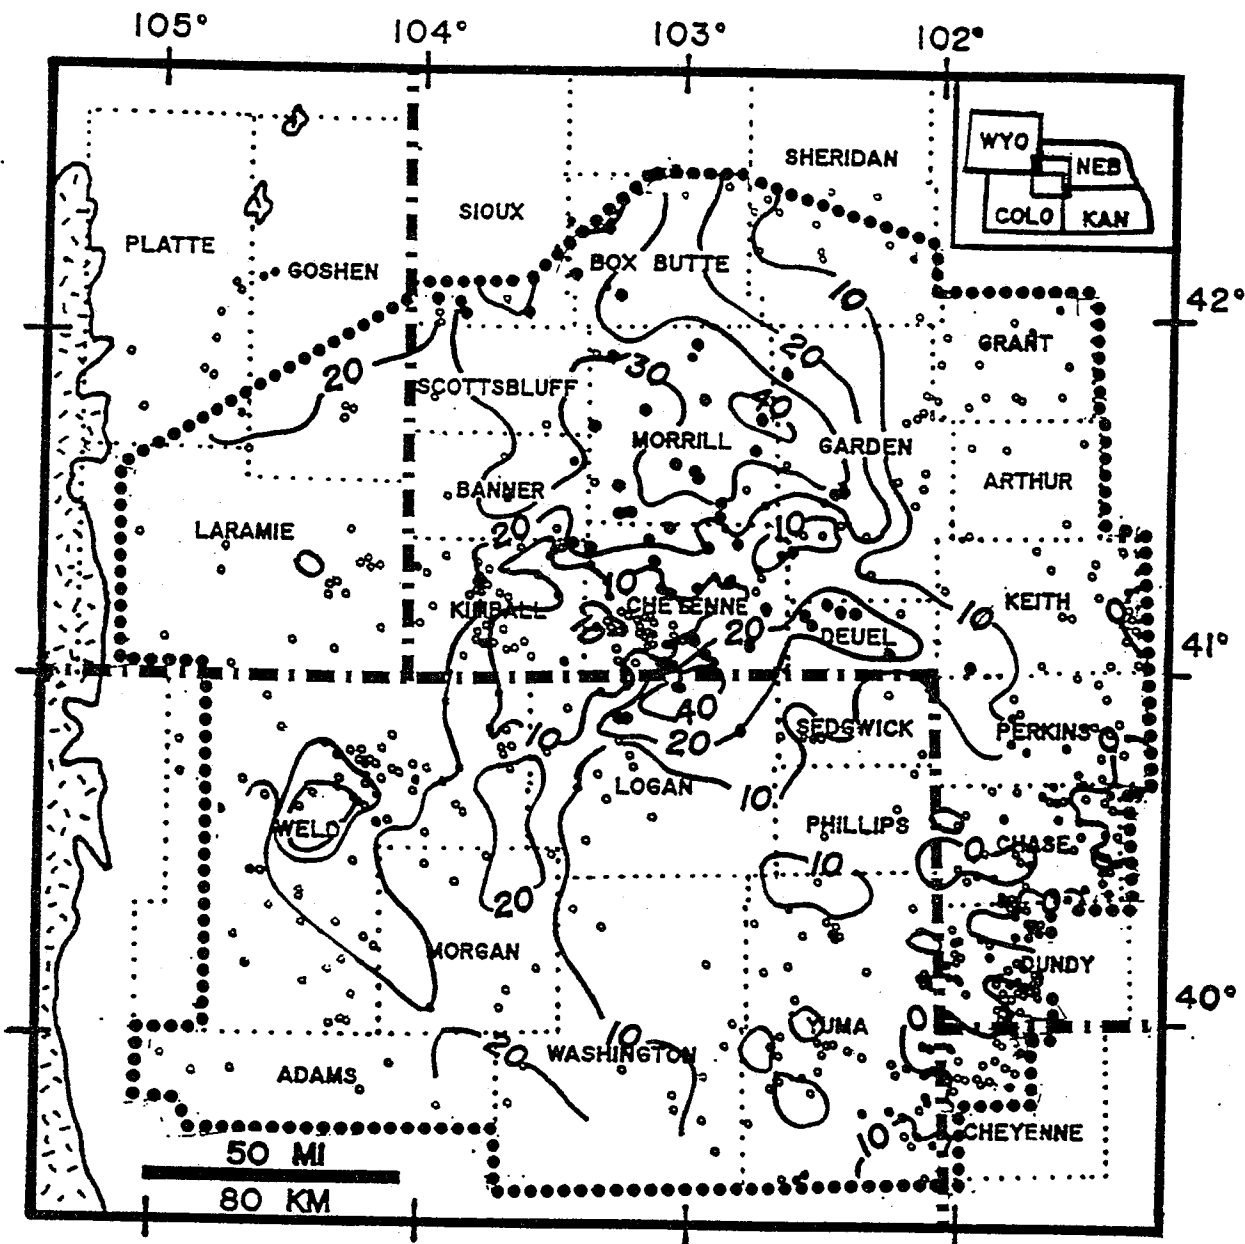 105° 104° 103° 102°
SHERIDAN
WYO
NEB
COLO KAN
SIOUX
PLATTE
GOSHEN
BOX BUTTE
10
42°
GRANT
20
20
30
SCOTTSBLUFF
40
MORRILL
GARDEN
ARTHUR
BANNER
LARAMIE
20
10
10
KIMBALL
CHEYENNE
KEITH
10
0
20
DEUEL
41°
40
SEDGWICK
PERKINS
0
10
20
LOGAN
10
WELD
PHILLIPS
CHASE
0
10
20
0
MORGAN
DUNDY
40°
10
YUMA
0
20
WASHINGTON
ADAMS
10
CHEYENNE
50 MI
80 KM